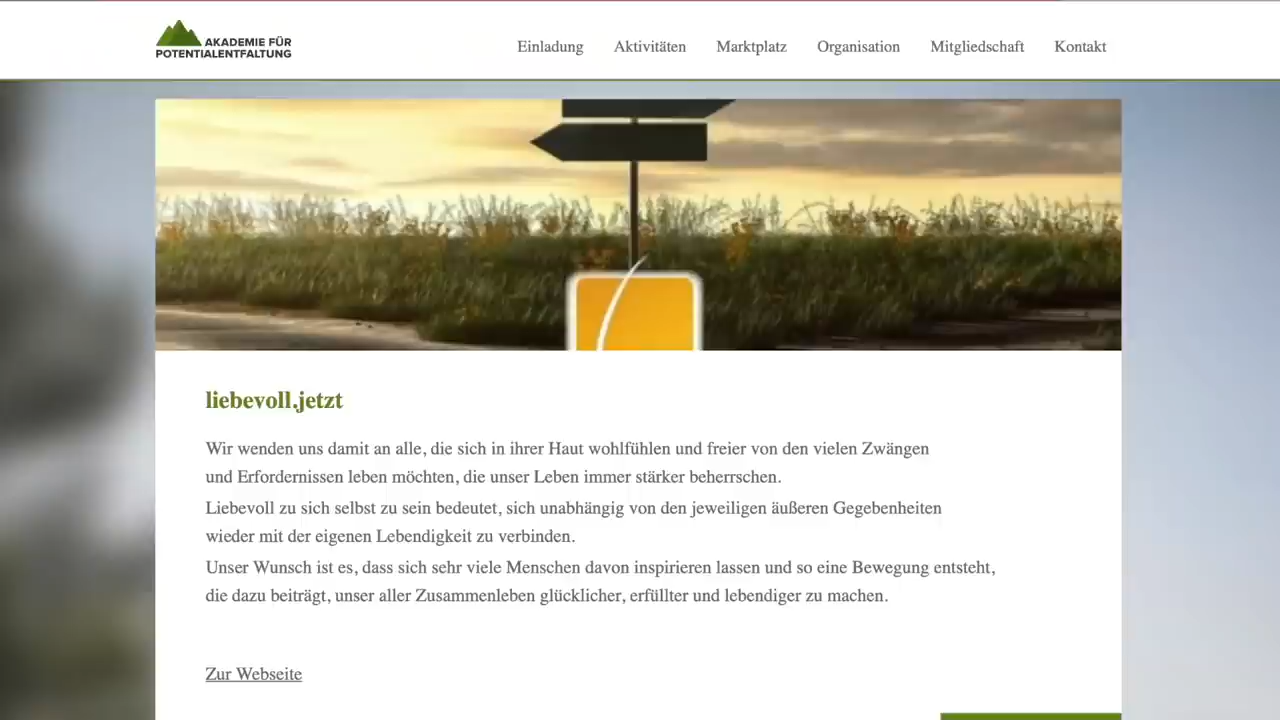 AKADEMIE FÜR
POTENTIALENTFALTUNG
Einladung
Aktivitäten
Marktplatz
Organisation
Mitgliedschaft
Kontakt
liebevoll.jetzt
Wir wenden uns damit an alle, die sich in ihrer Haut wohlfühlen und freier von den vielen Zwängen
und Erfordernissen leben möchten, die unser Leben immer stärker beherrschen.
Liebevoll zu sich selbst zu sein bedeutet, sich unabhängig von den jeweiligen äußeren Gegebenheiten
wieder mit der eigenen Lebendigkeit zu verbinden.
Unser Wunsch ist es, dass sich sehr viele Menschen davon inspirieren lassen und so eine Bewegung entsteht,
die dazu beiträgt, unser aller Zusammenleben glücklicher, erfüllter und lebendiger zu machen.
Zur Webseite